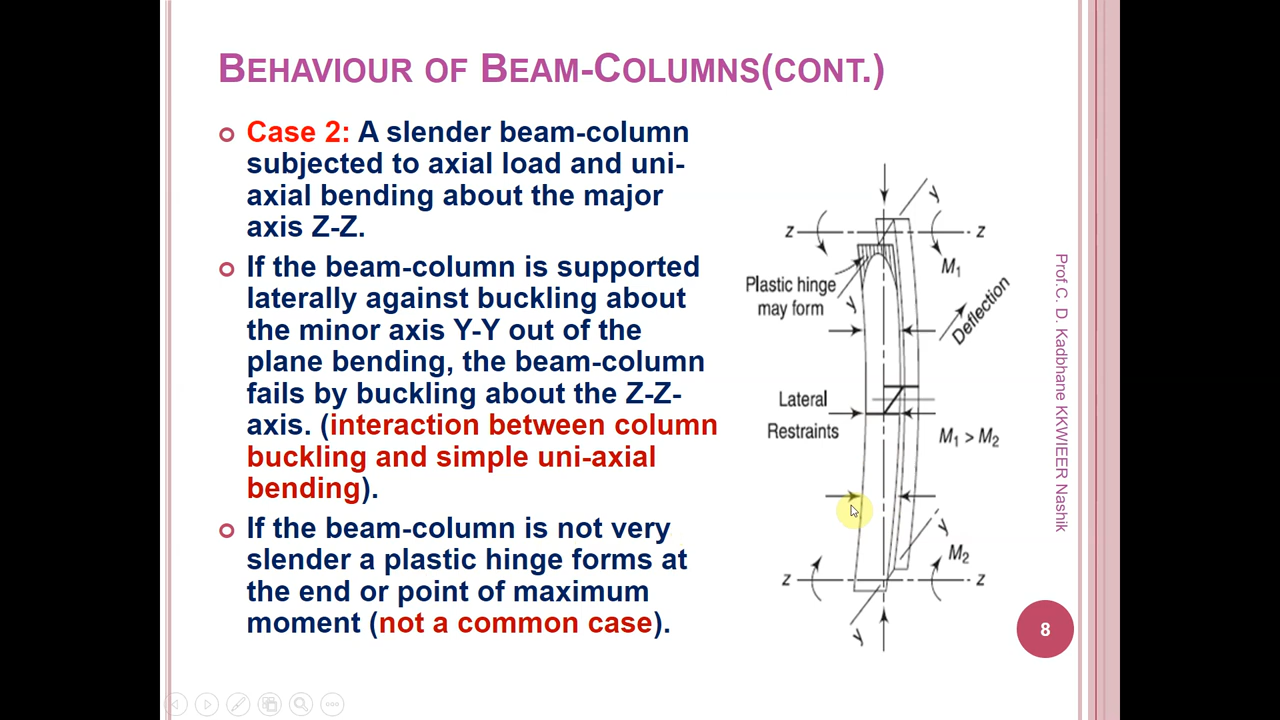 BEHAVIOUR OF BEAM-COLUMNS(CONT.)
Case 2: A slender beam-column
subjected to axial load and uni-
axial bending about the major
axis Z-Z.
If the beam-column is supported
laterally against buckling about
the minor axis Y-Y out of the
plane bending, the beam-column
fails by buckling about the Z-Z-
axis. (interaction between column
buckling and simple uni-axial
bending).
If the beam-column is not very
slender a plastic hinge forms at
the end or point of maximum
moment (not a common case).
y
z z
M1
Plastic hinge
may form
y
Deflection
Lateral
Restraints
M1 > M2
y
M2
z z
y
Prof.C. D. Kadbhane KKWIEER Nashik
8